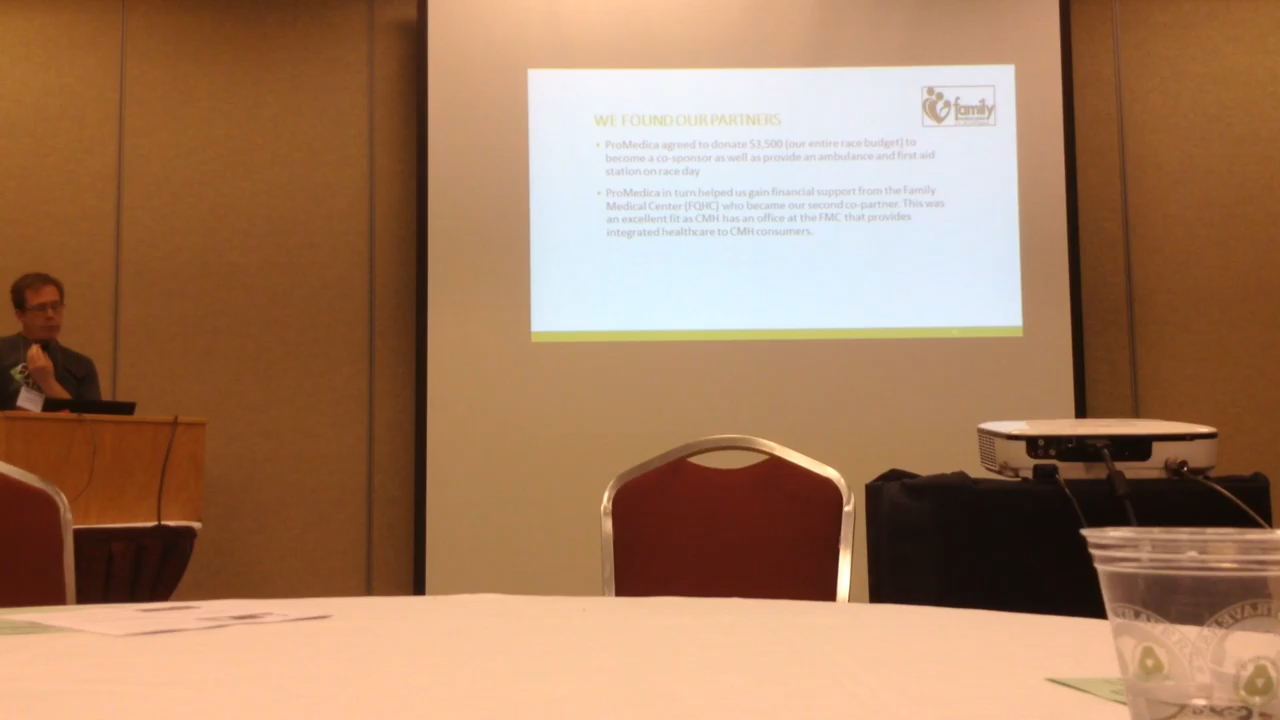 family
WE FOUND OUR PARTNERS
• ProMedica agreed to donate $3,500 (our entire race budget) to
become a co-sponsor as well as provide an ambulance and first aid
station on race day
• ProMedica in turn helped us gain financial support from the Family
Medical Center (FQHC) who became our second co-partner. This was
an excellent fit as CMH has an office at the FMC that provides
integrated healthcare to CMH consumers.